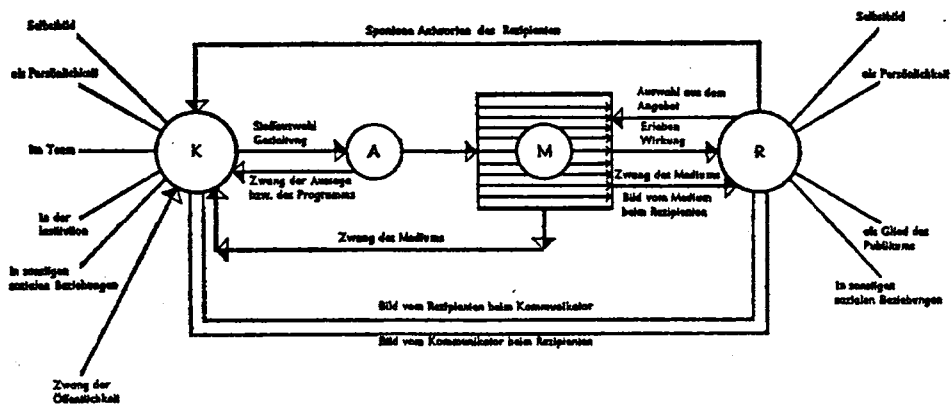 Selbstbild
als Persönlichkeit
Im Team
In der
Institution
In sonstigen
sozialen Beziehungen
Zwang der
Öffentlichkeit
Spontane Antworten des Rezipienten
K
Stoffauswahl
Gestaltung
Zwang der Aussage
bzw. des Programms
A
M
Zwang des Mediums
Auswahl aus dem
Angebot
Erleben
Wirkung
Zwang des Mediums
Bild vom Medium
beim Rezipienten
R
Bild vom Rezipienten beim Kommunikator
Bild vom Kommunikator beim Rezipienten
Selbstbild
als Persönlichkeit
als Glied des
Publikums
In sonstigen
sozialen Beziehungen